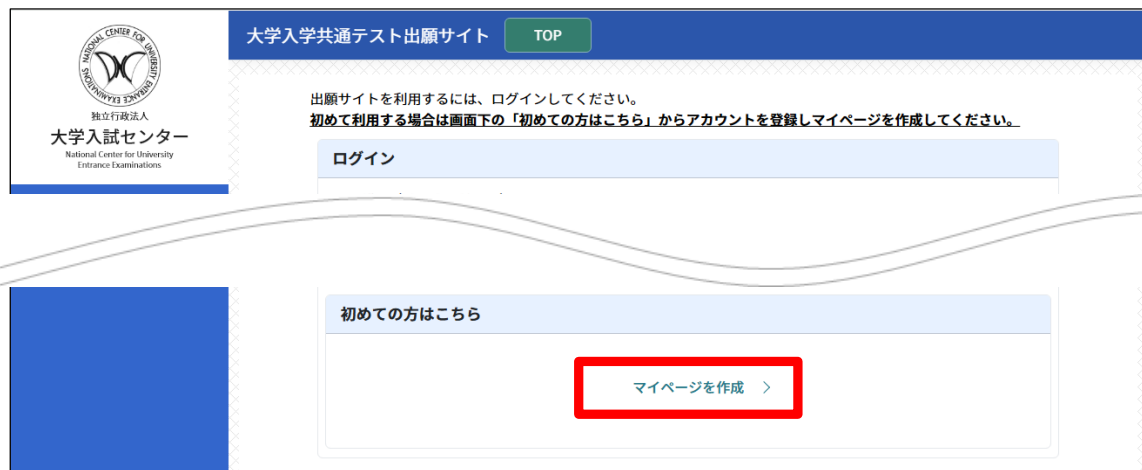 NATIONAL CENTER FOR UNIVERSITY ENTRANCE EXAMINATIONS
独立行政法人
大学入試センター
National Center for University
Entrance Examinations
大学入学共通テスト出願サイト
TOP
出願サイトを利用するには、ログインしてください。
初めて利用する場合は画面下の「初めての方はこちら」からアカウントを登録しマイページを作成してください。
ログイン
初めての方はこちら
マイページを作成 >